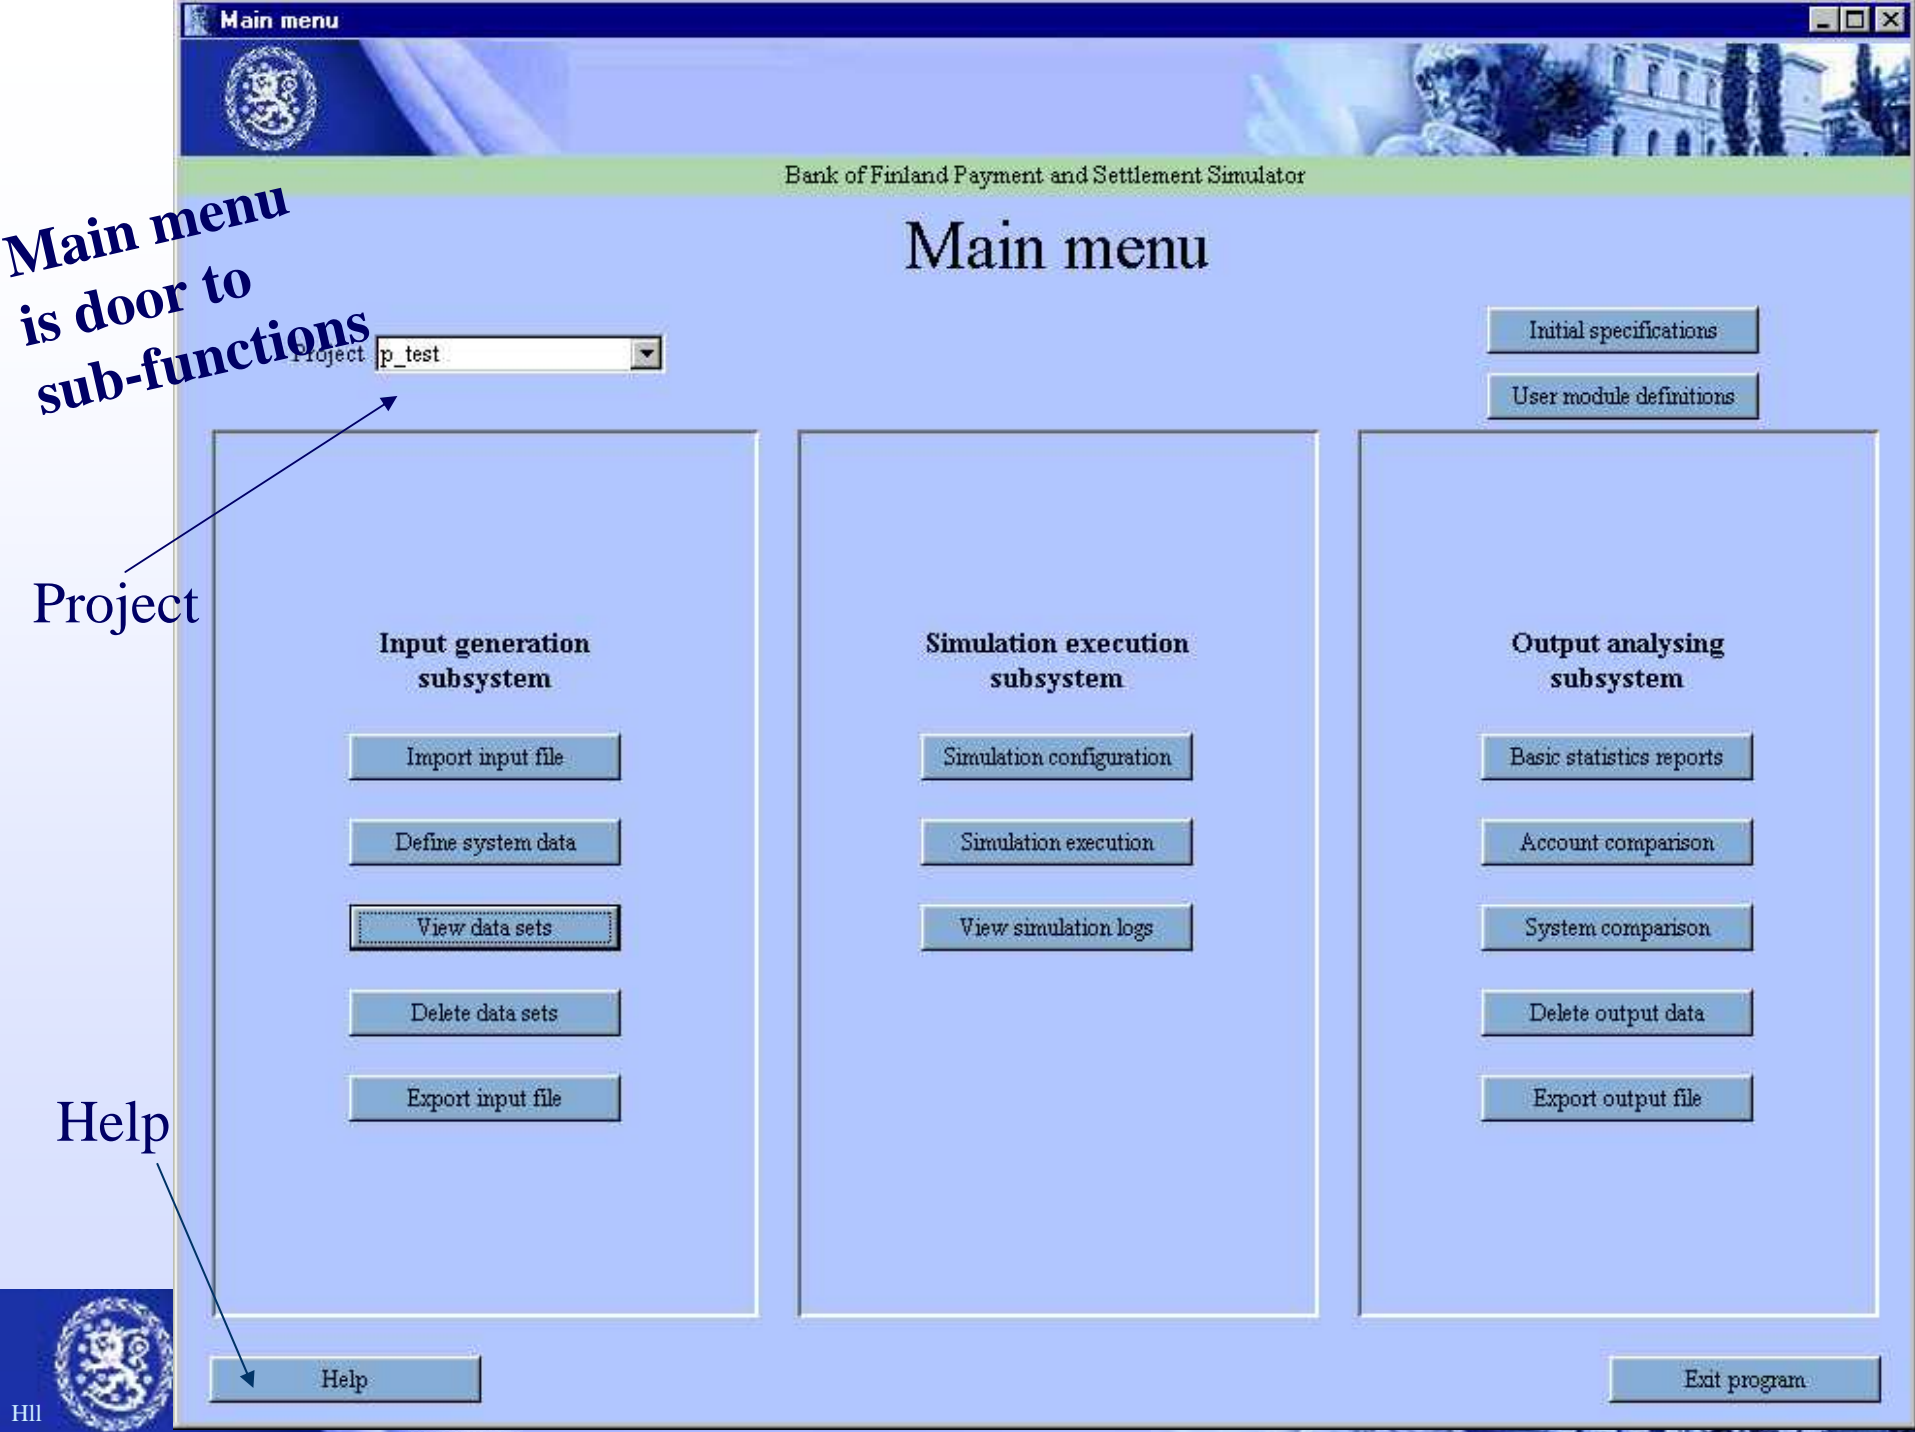 Main menu
Bank of Finland Payment and Settlement Simulator
Main menu
Main menu
is door to
sub-functions
Project
p_test
Initial specifications
User module definitions
Project
Input generation
subsystem
Import input file
Define system data
View data sets
Delete data sets
Export input file
Simulation execution
subsystem
Simulation configuration
Simulation execution
View simulation logs
Output analysing
subsystem
Basic statistics reports
Account comparison
System comparison
Delete output data
Export output file
Help
Help
Exit program
Hll